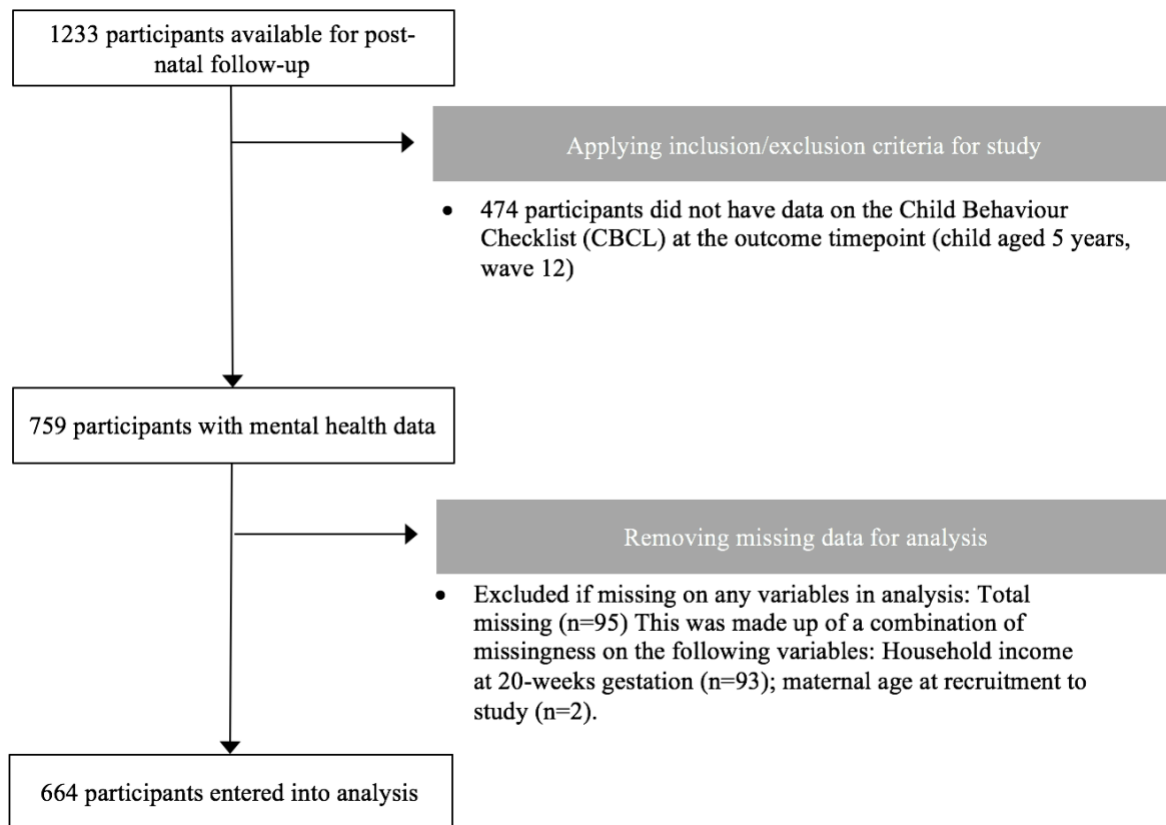 1233 participants available for post-
natal follow-up
Applying inclusion/exclusion criteria for study
• 474 participants did not have data on the Child Behaviour
Checklist (CBCL) at the outcome timepoint (child aged 5 years,
wave 12)
759 participants with mental health data
Removing missing data for analysis
• Excluded if missing on any variables in analysis: Total
missing (n=95) This was made up of a combination of
missingness on the following variables: Household income
at 20-weeks gestation (n=93); maternal age at recruitment to
study (n=2).
664 participants entered into analysis